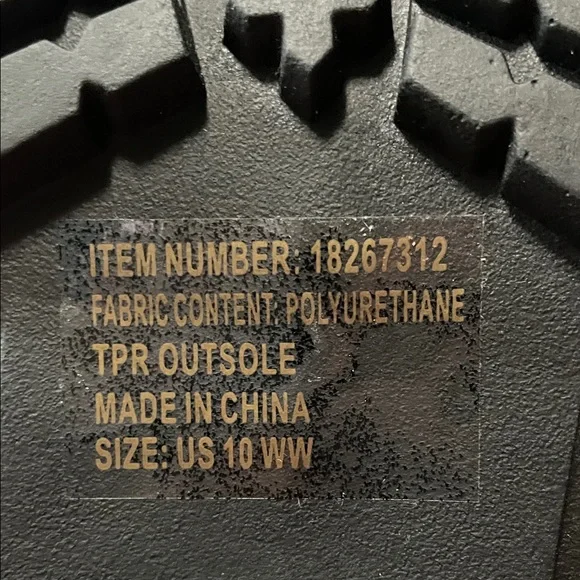 ITEM NUMBER: 18267312
FABRIC CONTENT: POLYURETHANE
TPR OUTSOLE
MADE IN CHINA
SIZE: US 10 WW